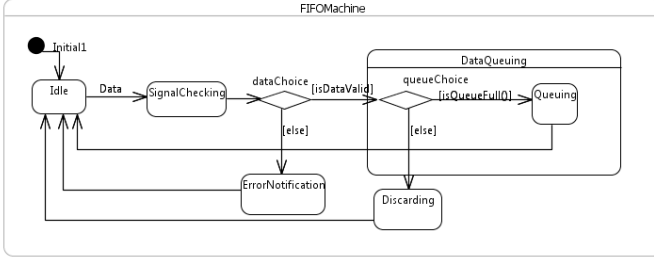 FIFOMachine
Initial1
DataQueuing
dataChoice
queueChoice
Idle
Data
SignalChecking
[isDataValid]
[isQueueFull()]
Queuing
[else]
[else]
ErrorNotification
Discarding